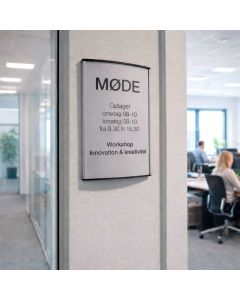 MØDE
Optaget
onsdag 08-10
torsdag 09-10
fra 9.30 til 15.30
Workshop
Innovation & kreativitet